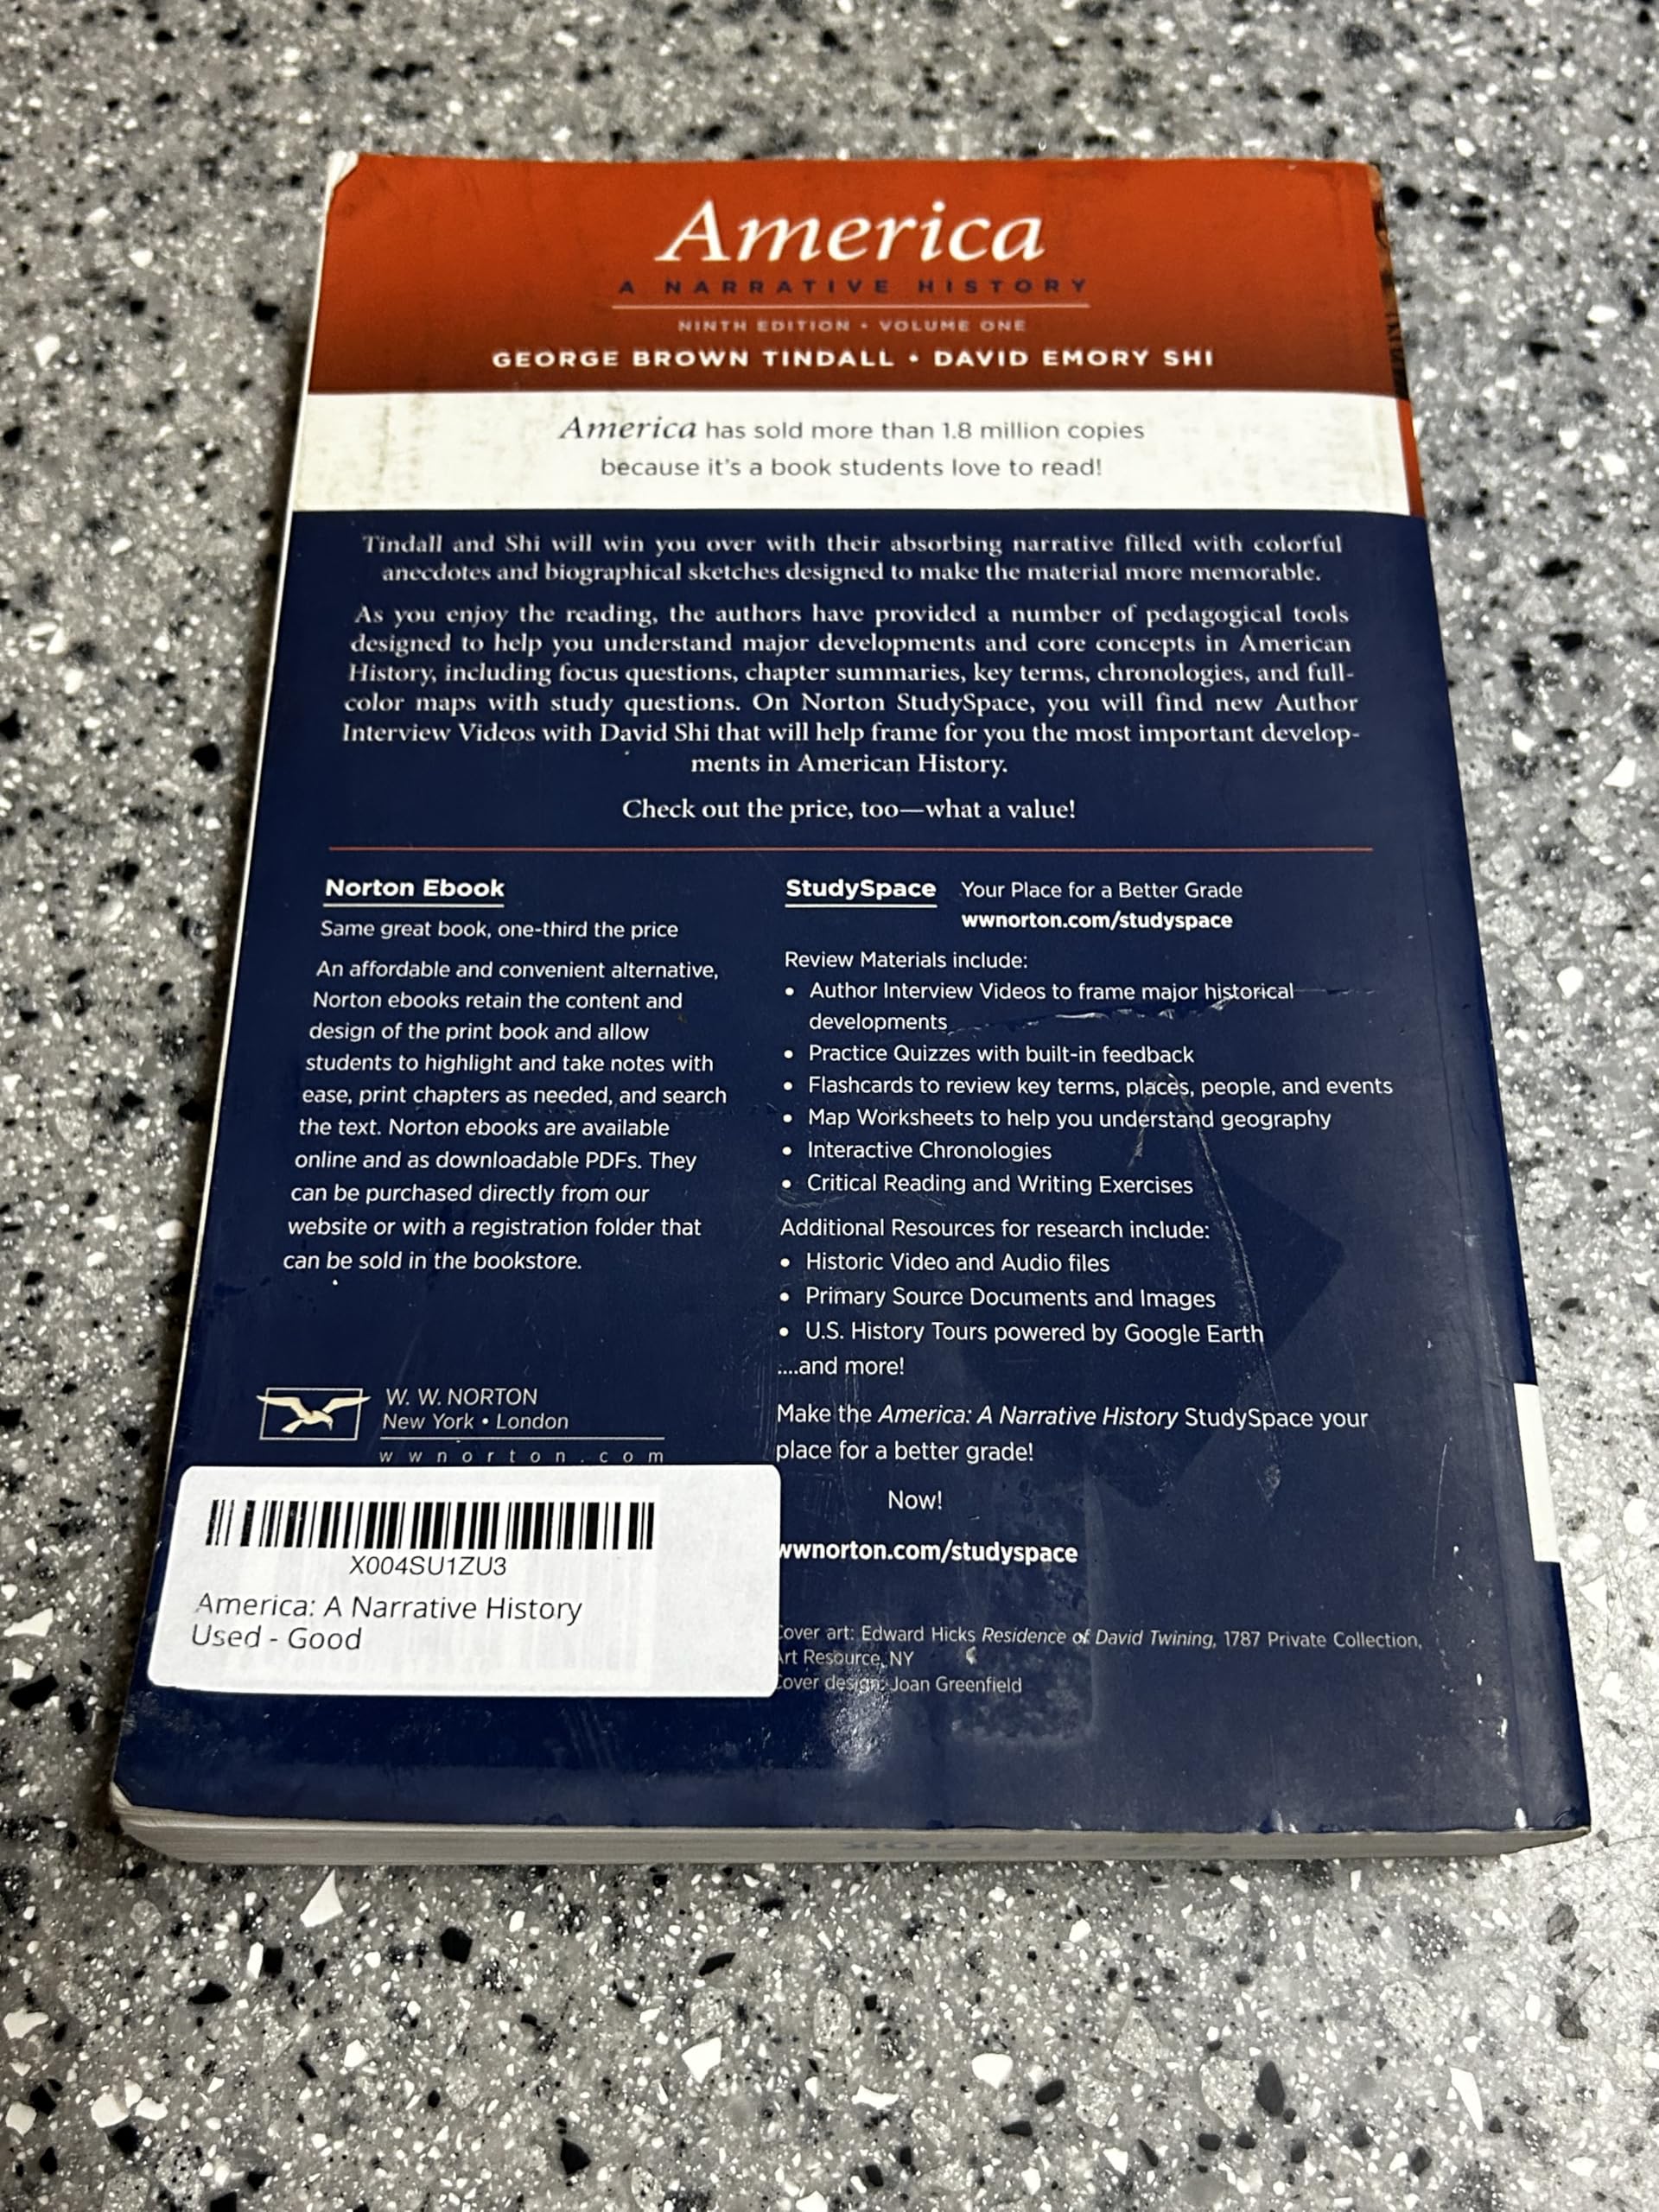 America
A NARRATIVE HISTORY
NINTH EDITION • VOLUME ONE
GEORGE BROWN TINDALL • DAVID EMORY SHI
America has sold more than 1.8 million copies
because it's a book students love to read!
Tindall and Shi will win you over with their absorbing narrative filled with colorful
anecdotes and biographical sketches designed to make the material more memorable.
As you enjoy the reading, the authors have provided a number of pedagogical tools
designed to help you understand major developments and core concepts in American
History, including focus questions, chapter summaries, key terms, chronologies, and full-
color maps with study questions. On Norton StudySpace, you will find new Author
Interview Videos with David Shi that will help frame for you the most important develop-
ments in American History.
Check out the price, too—what a value!
Norton Ebook
Same great book, one-third the price
An affordable and convenient alternative,
Norton ebooks retain the content and
design of the print book and allow
students to highlight and take notes with
ease, print chapters as needed, and search
the text. Norton ebooks are available
online and as downloadable PDFs. They
can be purchased directly from our
website or with a registration folder that
can be sold in the bookstore.
W. W. NORTON
New York • London
wwnorton.com
X004SU1ZU3
America: A Narrative History
Used - Good
StudySpace Your Place for a Better Grade
wwnorton.com/studyspace
Review Materials include:
• Author Interview Videos to frame major historical
developments
• Practice Quizzes with built-in feedback
• Flashcards to review key terms, places, people, and events
• Map Worksheets to help you understand geography
• Interactive Chronologies
• Critical Reading and Writing Exercises
Additional Resources for research include:
• Historic Video and Audio files
• Primary Source Documents and Images
• U.S. History Tours powered by Google Earth
....and more!
Make the America: A Narrative History StudySpace your
place for a better grade!
Now!
wwnorton.com/studyspace
Cover art: Edward Hicks Residence of David Twining, 1787 Private Collection,
Art Resource, NY
Cover design: Joan Greenfield